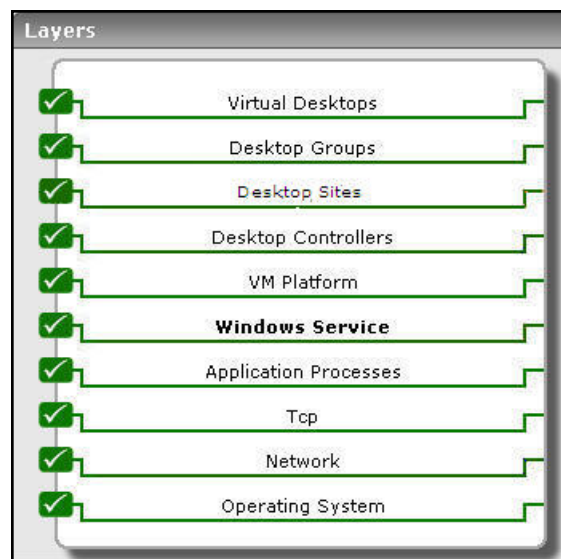 Layers
Virtual Desktops
Desktop Groups
Desktop Sites
Desktop Controllers
VM Platform
Windows Service
Application Processes
Tcp
Network
Operating System